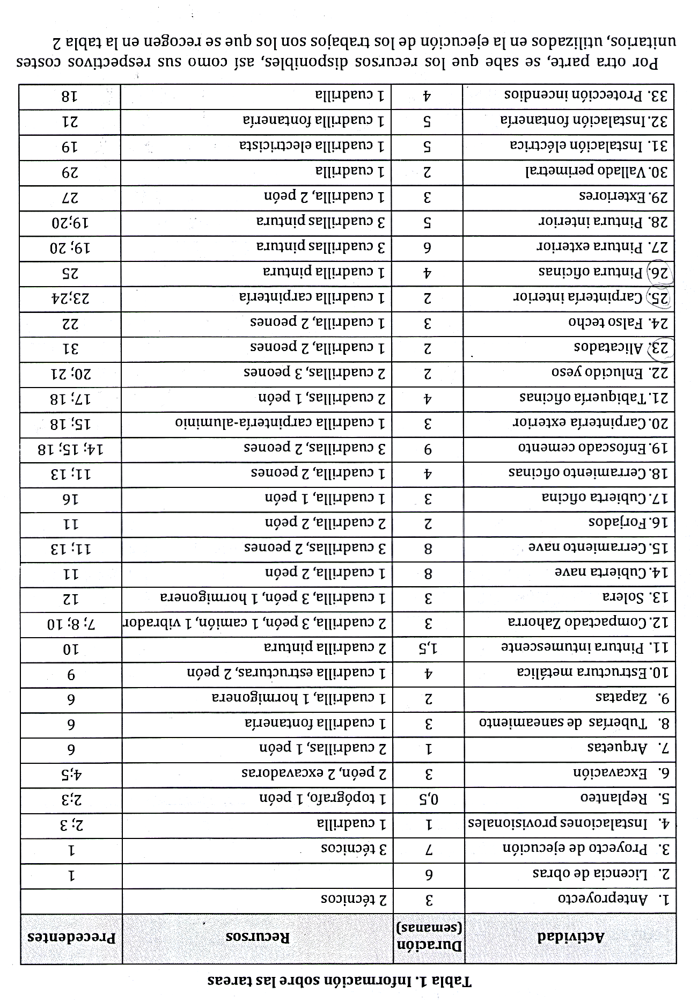 Tabla 1. Información sobre las tareas
Actividad Duración (semanas) Recursos Precedentes
1. Anteproyecto 3 2 técnicos
2. Licencia de obras 6 1
3. Proyecto de ejecución 7 3 técnicos 1
4. Instalaciones provisionales 1 1 cuadrilla 2; 3
5. Replanteo 0,5 1 topógrafo, 1 peón 2;3
6. Excavación 3 2 peón, 2 excavadoras 4;5
7. Arquetas 1 2 cuadrillas, 1 peón 6
8. Tuberías de saneamiento 3 1 cuadrilla fontanería 6
9. Zapatas 2 1 cuadrilla, 1 hormigonera 6
10. Estructura metálica 4 1 cuadrilla estructuras, 2 peón 9
11. Pintura intumescente 1,5 2 cuadrilla pintura 10
12. Compactado Zahorra 3 2 cuadrilla, 3 peón, 1 camión, 1 vibrador 7; 8; 10
13. Solera 3 1 cuadrilla, 3 peón, 1 hormigonera 12
14. Cubierta nave 8 1 cuadrilla, 2 peón 11
15. Cerramiento nave 8 3 cuadrillas, 2 peones 11; 13
16. Forjados 2 2 cuadrilla, 2 peón 11
17. Cubierta oficina 3 1 cuadrilla, 1 peón 16
18. Cerramiento oficinas 4 1 cuadrilla, 2 peones 11; 13
19. Enfoscado cemento 9 3 cuadrillas, 2 peones 14; 15; 18
20. Carpintería exterior 3 1 cuadrilla carpintería-aluminio 15; 18
21. Tabiquería oficinas 4 2 cuadrillas, 1 peón 17; 18
22. Enlucido yeso 2 2 cuadrillas, 3 peones 20; 21
23. Alicatados 2 1 cuadrilla, 2 peones 31
24. Falso techo 3 1 cuadrilla, 2 peones 22
25. Carpintería interior 2 1 cuadrilla carpintería 23;24
26. Pintura oficinas 4 1 cuadrilla pintura 25
27. Pintura exterior 6 3 cuadrillas pintura 19; 20
28. Pintura interior 5 3 cuadrillas pintura 19;20
29. Exteriores 3 1 cuadrilla, 2 peón 27
30. Vallado perimetral 2 1 cuadrilla 29
31. Instalación eléctrica 5 1 cuadrilla electricista 19
32. Instalación fontanería 5 1 cuadrilla fontanería 21
33. Protección incendios 4 1 cuadrilla 18
Por otra parte, se sabe que los recursos disponibles, así como sus respectivos costes
unitarios, utilizados en la ejecución de los trabajos son los que se recogen en la tabla 2